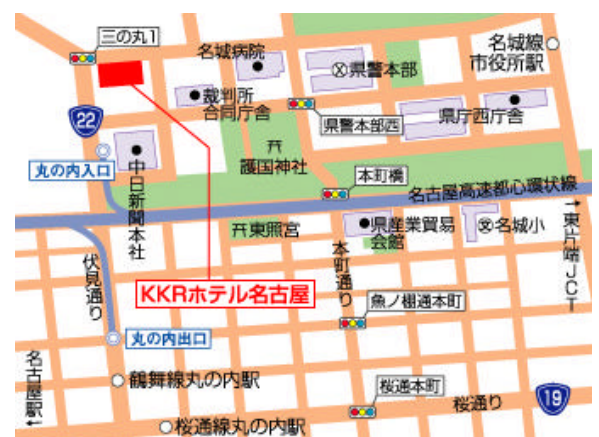 三の丸1
名城病院
名城線
市役所駅
県警本部
裁判所
合同庁舎
県庁西庁舎
22
県警本部西
丸の内入口
中日新聞本社
護国神社
本町橋
名古屋高速都心環状線
東照宮
県産業貿易
会館
文
名城小
→東片端JCT
伏見通り
本町通り
KKRホテル名古屋
魚ノ棚通本町
丸の内出口
名古屋駅←
鶴舞線丸の内駅
桜通本町
桜通り
19
桜通線丸の内駅